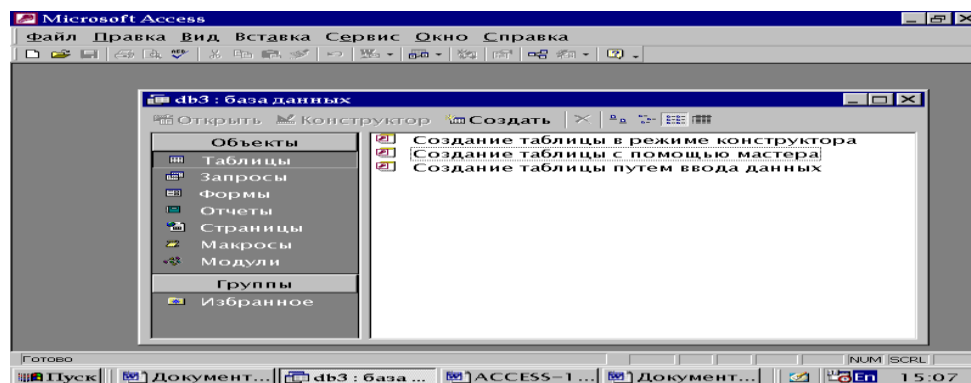 Microsoft Access
Файл Правка Вид Вставка Сервис Окно Справка
db3 : база данных
Открыть Конструктор Создать
Объекты
Таблицы
Запросы
Формы
Отчеты
Страницы
Макросы
Модули
Группы
Избранное
Создание таблицы в режиме конструктора
Создание таблицы с помощью мастера
Создание таблицы путем ввода данных
Готово NUM SCRL
Пуск Документ... db3 : база ... ACCESS-1... Документ... En 15:07